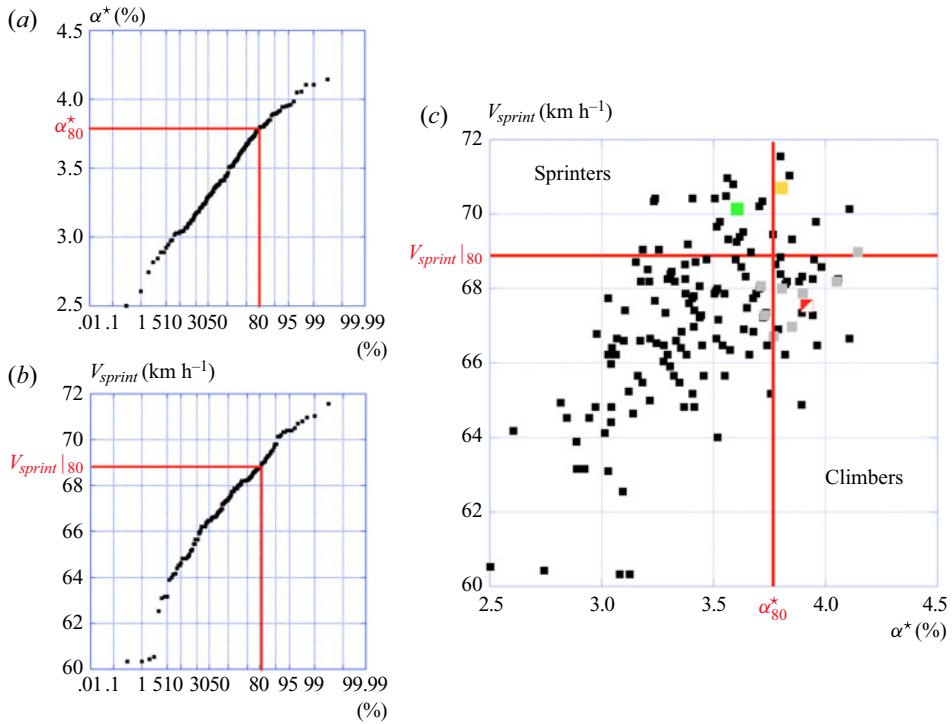 (a)
α* (%)
4.5
4.0
α*80
3.5
3.0
2.5
.01 .1 1 5 10 30 50 80 95 99 99.99
(%)
(b)
Vsprint (km h–1)
72
70
Vsprint|80
68
66
64
62
60
.01 .1 1 5 10 30 50 80 95 99 99.99
(%)
(c)
Vsprint (km h–1)
72
Sprinters
70
Vsprint|80
68
66
64
Climbers
62
60
2.5 3.0 3.5 α*80 4.0 4.5
α* (%)